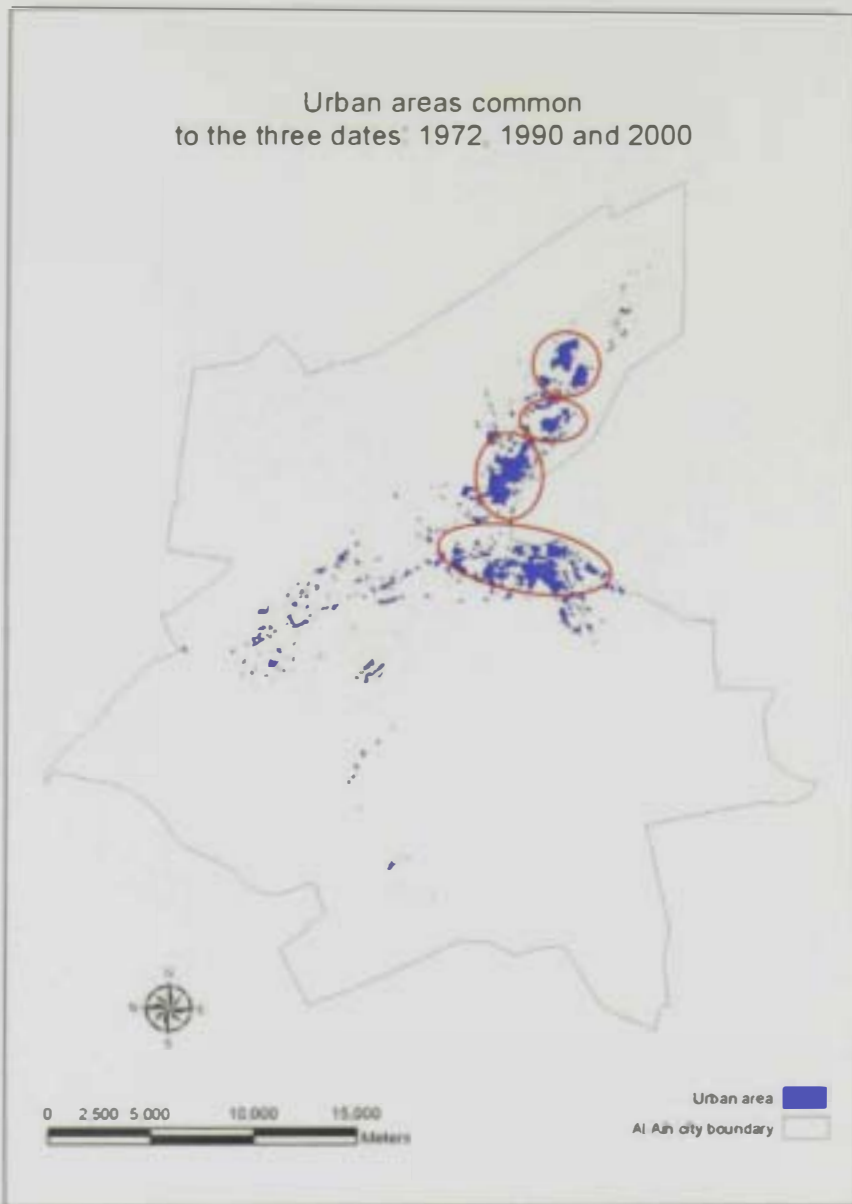 Urban areas common
to the three dates: 1972, 1990 and 2000
N
S
0 2 500 5 000 10.000 15.000
Meters
Urban area
Al Ain city boundary